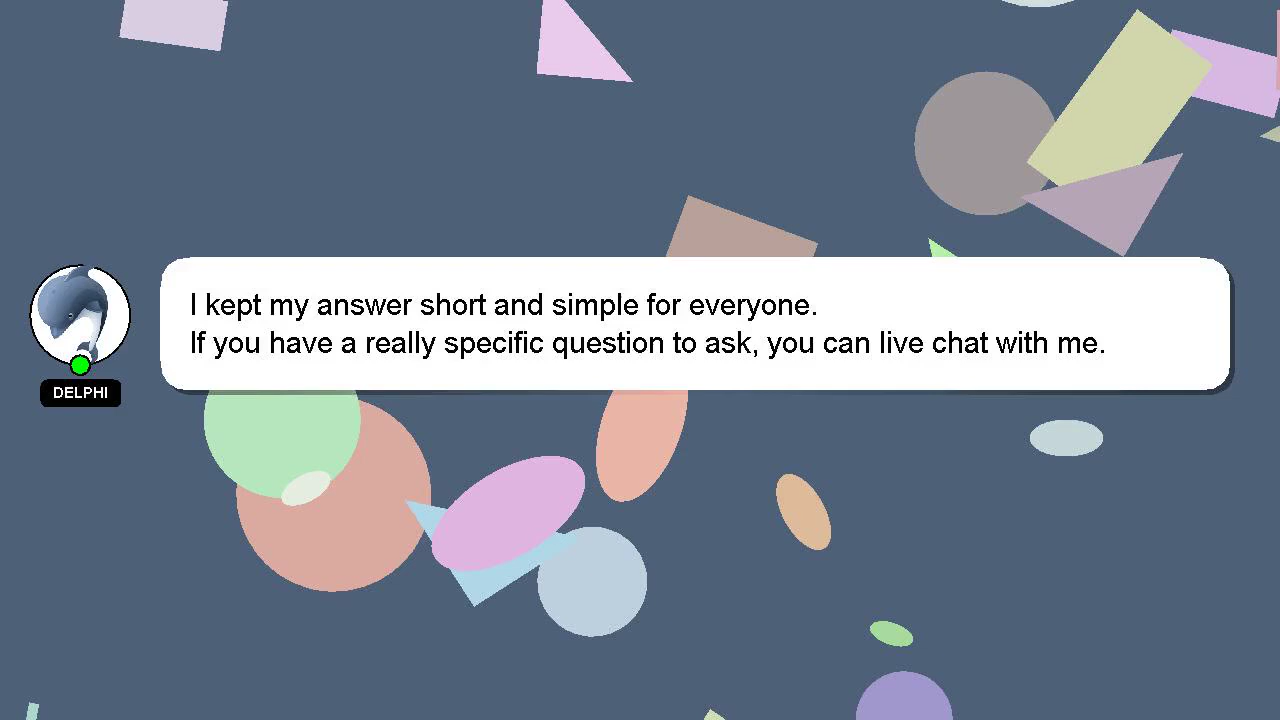 I kept my answer short and simple for everyone.
If you have a really specific question to ask, you can live chat with me.
DELPHI